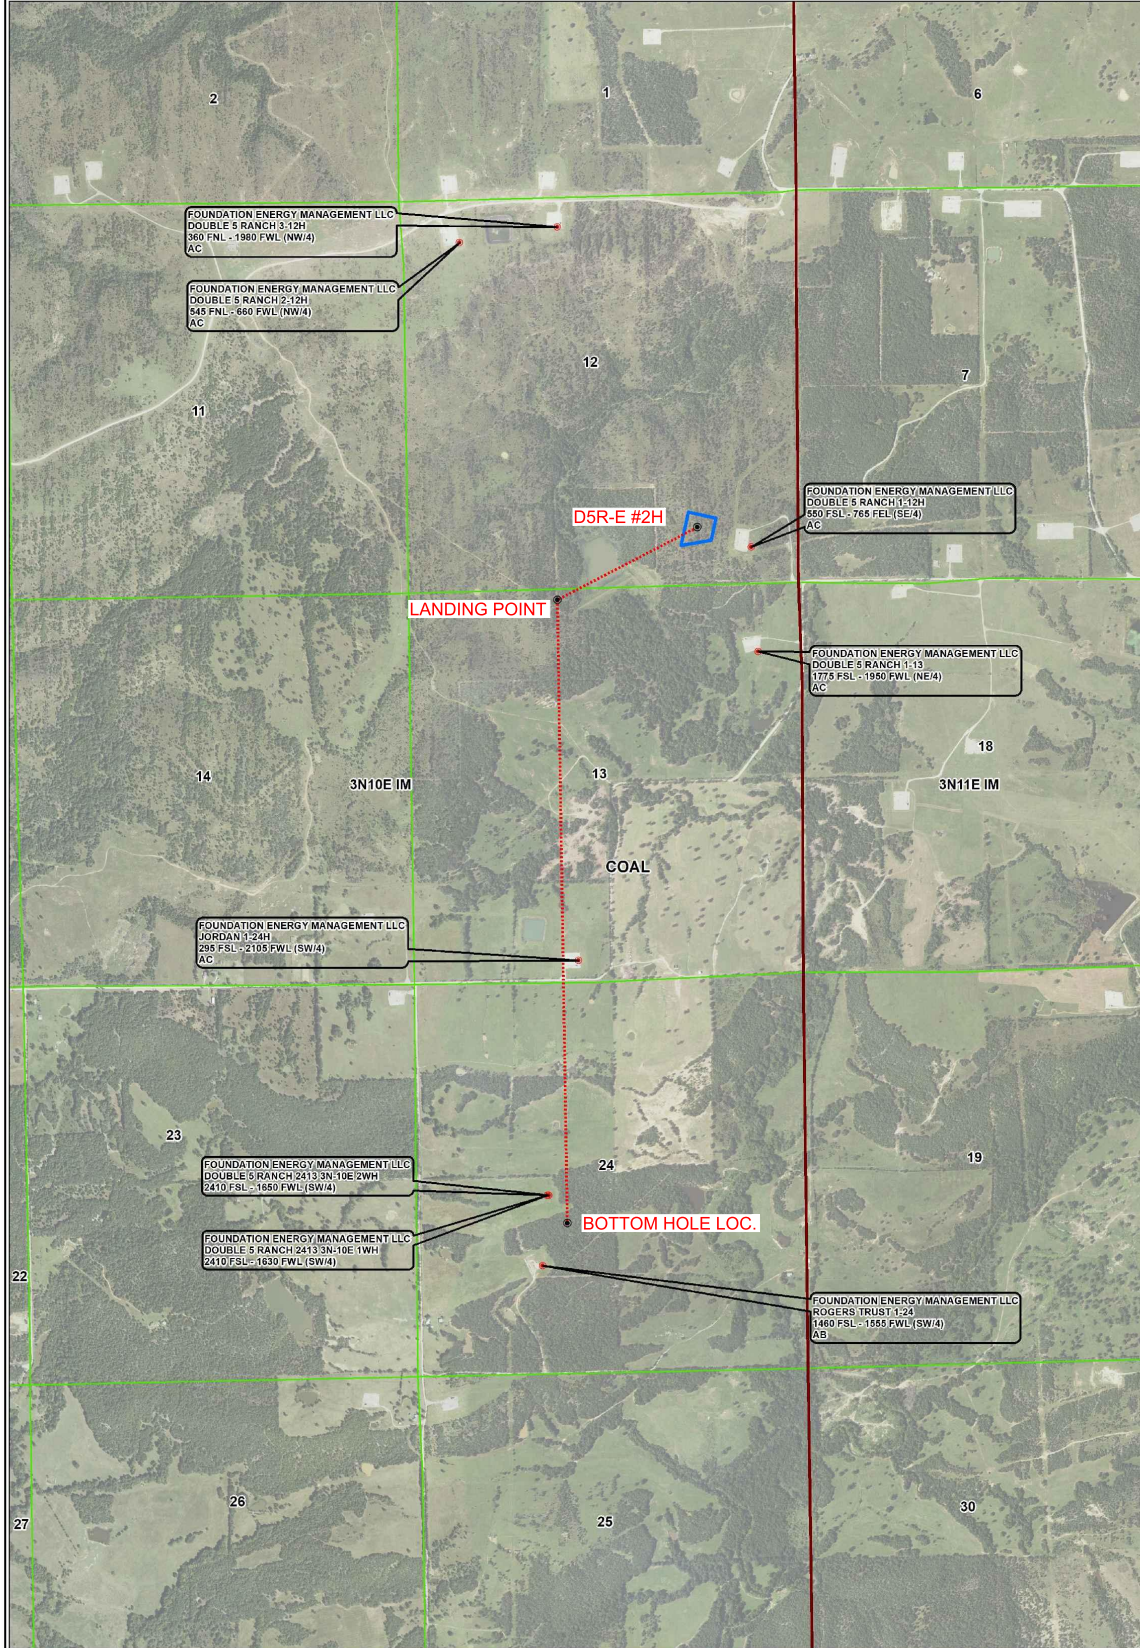 2
1
6
FOUNDATION ENERGY MANAGEMENT LLC
DOUBLE 5 RANCH 3-12H
360 FNL - 1980 FWL (NW/4)
AC
FOUNDATION ENERGY MANAGEMENT LLC
DOUBLE 5 RANCH 2-12H
545 FNL - 660 FWL (NW/4)
AC
12
7
11
FOUNDATION ENERGY MANAGEMENT LLC
DOUBLE 5 RANCH 1-12H
550 FSL - 765 FEL (SE/4)
AC
D5R-E #2H
LANDING POINT
FOUNDATION ENERGY MANAGEMENT LLC
DOUBLE 5 RANCH 1-13
1775 FSL - 1950 FWL (NE/4)
AC
18
14
13
3N10E IM
3N11E IM
COAL
FOUNDATION ENERGY MANAGEMENT LLC
JORDAN 1-24H
295 FSL - 2105 FWL (SW/4)
AC
23
24
19
FOUNDATION ENERGY MANAGEMENT LLC
DOUBLE 5 RANCH 2413 3N-10E 2WH
2410 FSL - 1650 FWL (SW/4)
BOTTOM HOLE LOC.
FOUNDATION ENERGY MANAGEMENT LLC
DOUBLE 5 RANCH 2413 3N-10E 1WH
2410 FSL - 1630 FWL (SW/4)
22
FOUNDATION ENERGY MANAGEMENT LLC
ROGERS TRUST 1-24
1460 FSL - 1555 FWL (SW/4)
AB
26
30
27
25